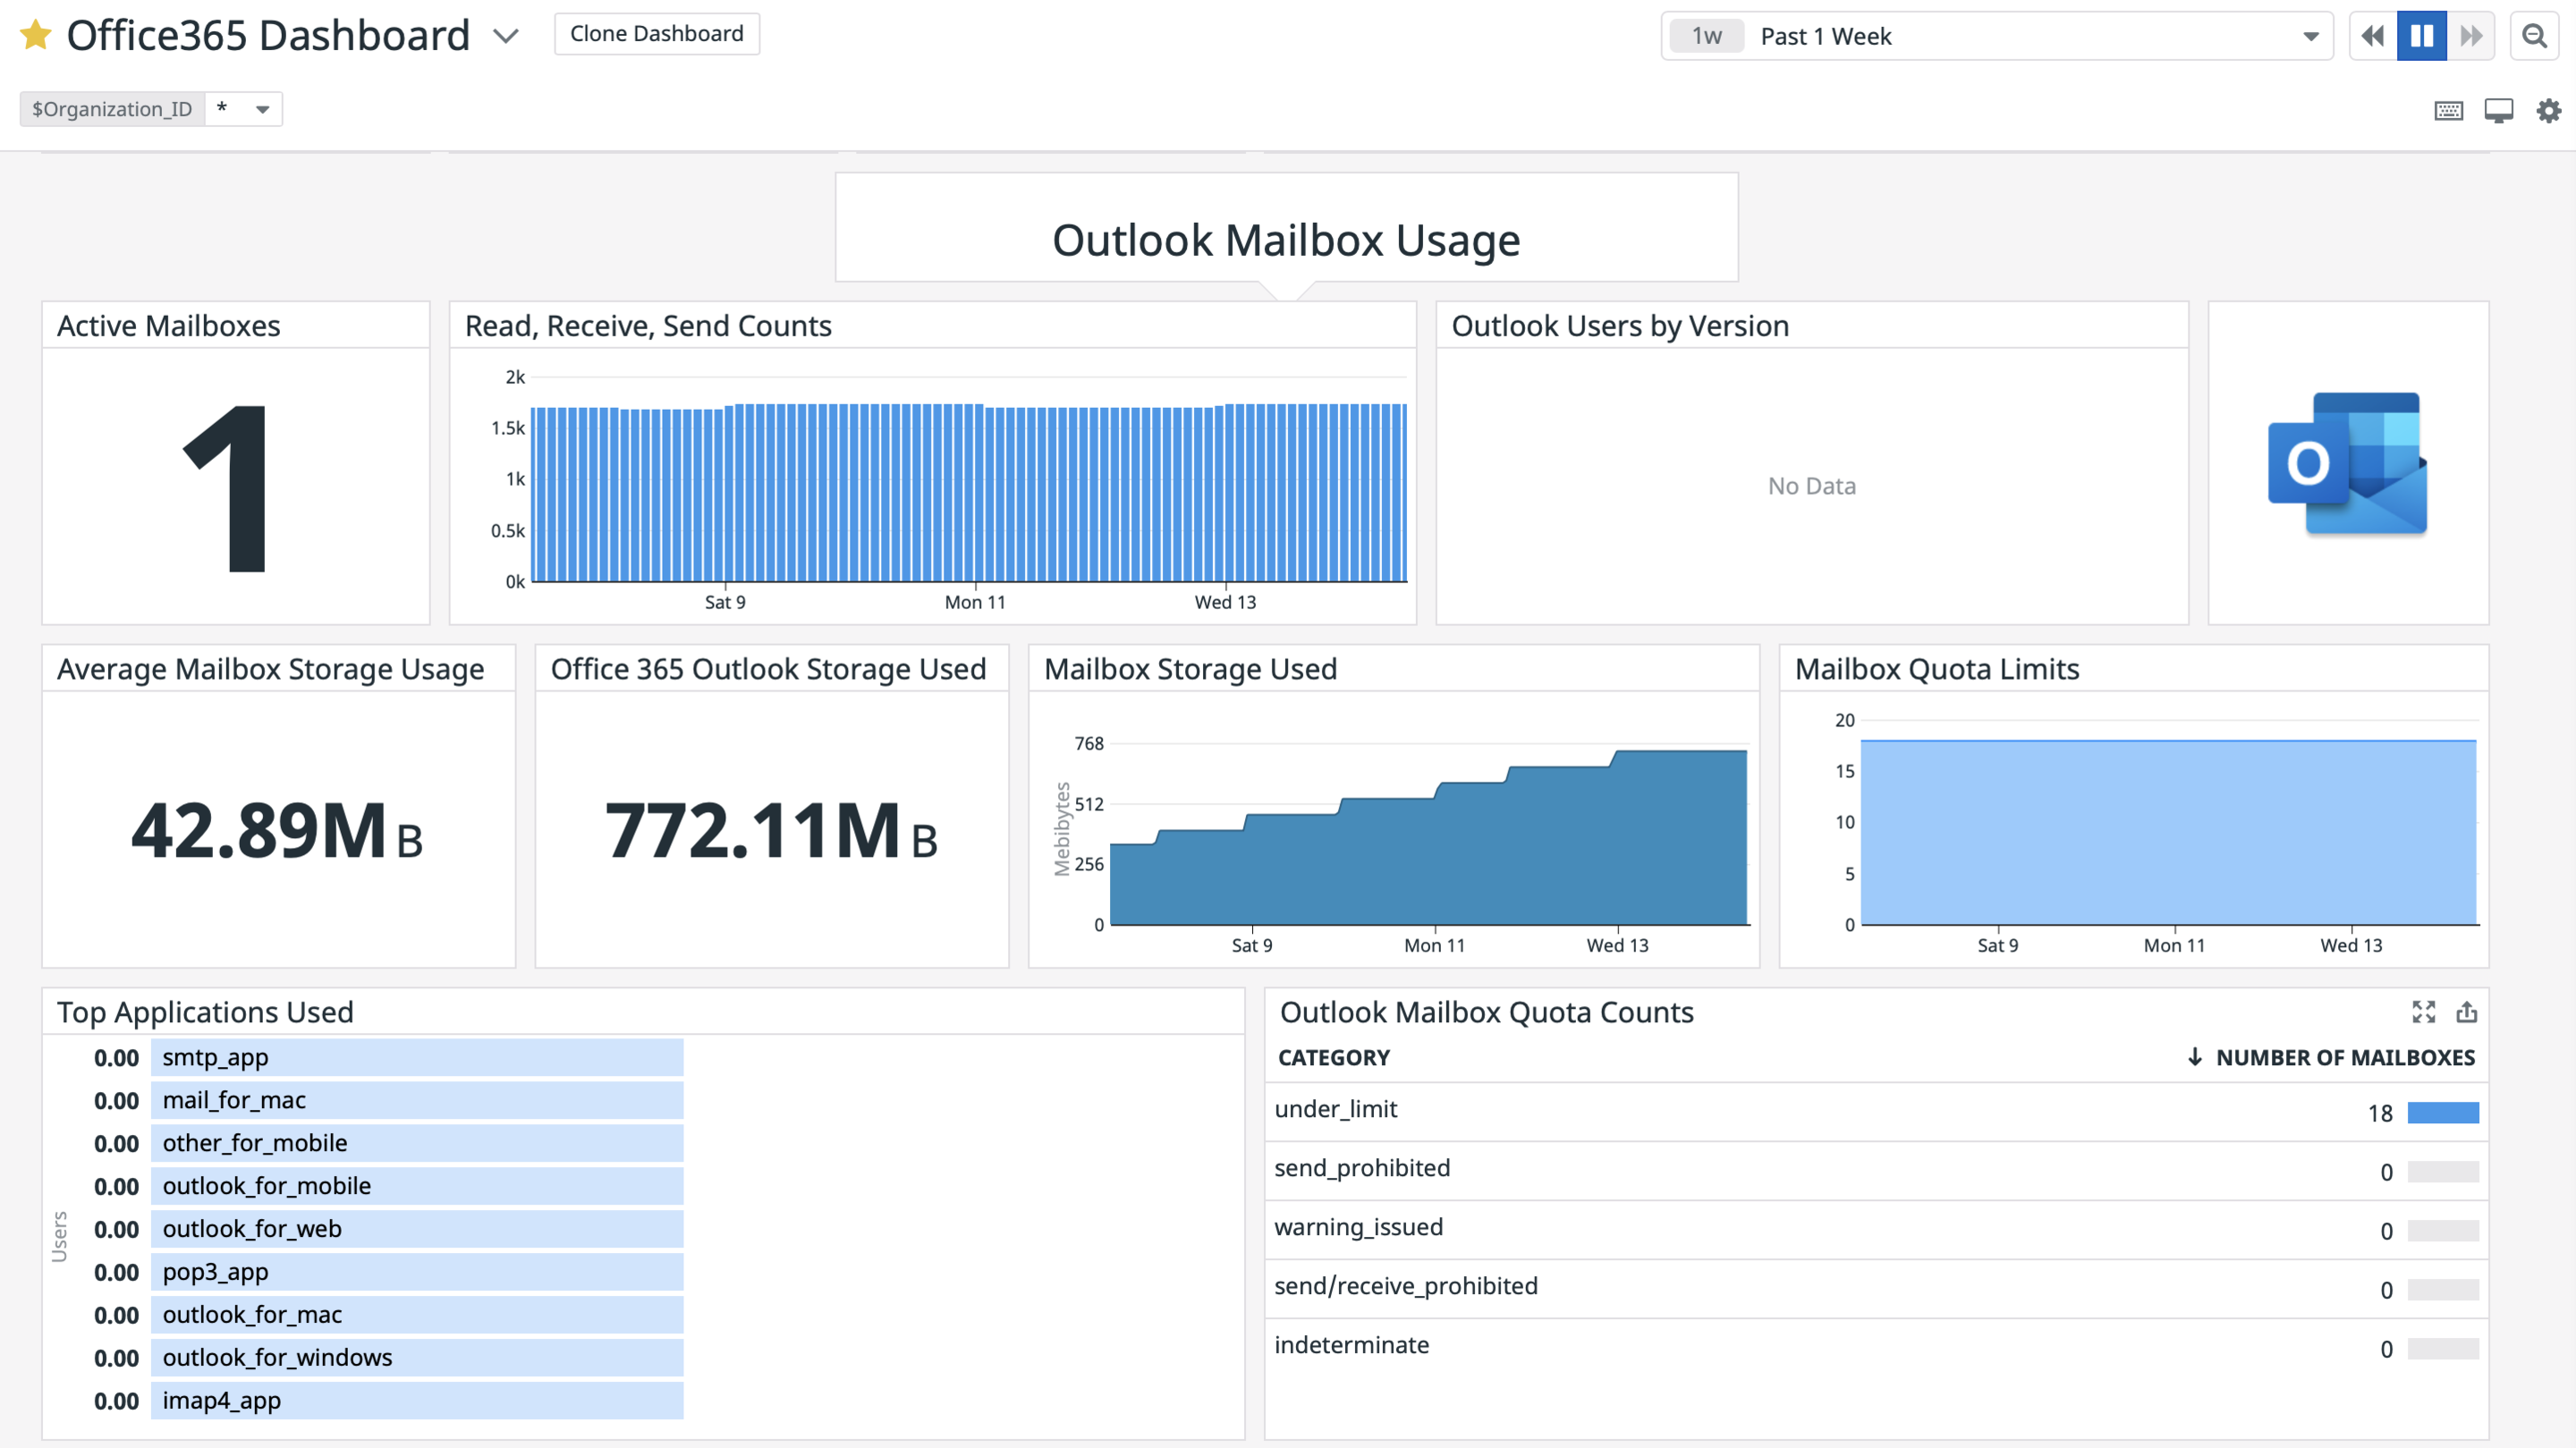 Office365 Dashboard
Clone Dashboard
1w Past 1 Week
$Organization_ID *
Outlook Mailbox Usage
Active Mailboxes
1
Read, Receive, Send Counts
2k
1.5k
1k
0.5k
0k
Sat 9 Mon 11 Wed 13
Outlook Users by Version
No Data
O
Average Mailbox Storage Usage
42.89M B
Office 365 Outlook Storage Used
772.11M B
Mailbox Storage Used
Mebibytes
768
512
256
0
Sat 9 Mon 11 Wed 13
Mailbox Quota Limits
20
15
10
5
0
Sat 9 Mon 11 Wed 13
Top Applications Used
Users
0.00 smtp_app
0.00 mail_for_mac
0.00 other_for_mobile
0.00 outlook_for_mobile
0.00 outlook_for_web
0.00 pop3_app
0.00 outlook_for_mac
0.00 outlook_for_windows
0.00 imap4_app
Outlook Mailbox Quota Counts
CATEGORY ↓ NUMBER OF MAILBOXES
under_limit 18
send_prohibited 0
warning_issued 0
send/receive_prohibited 0
indeterminate 0